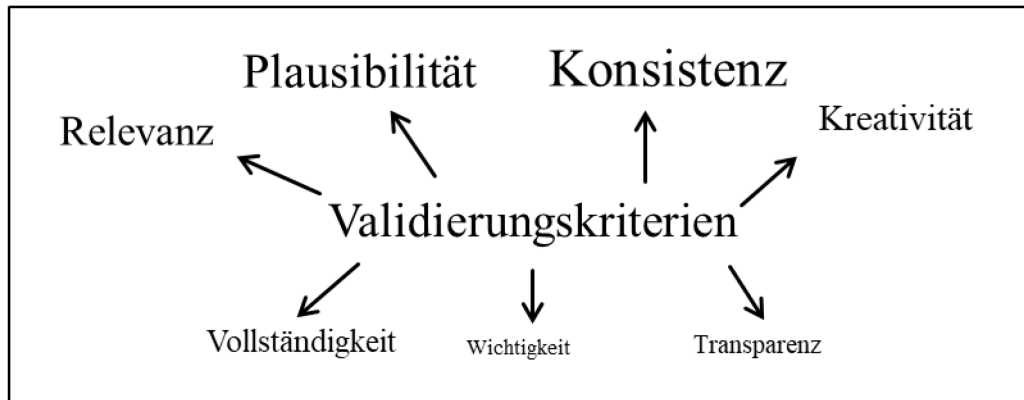 Plausibilität
Konsistenz
Relevanz
Kreativität
Validierungskriterien
Vollständigkeit
Wichtigkeit
Transparenz